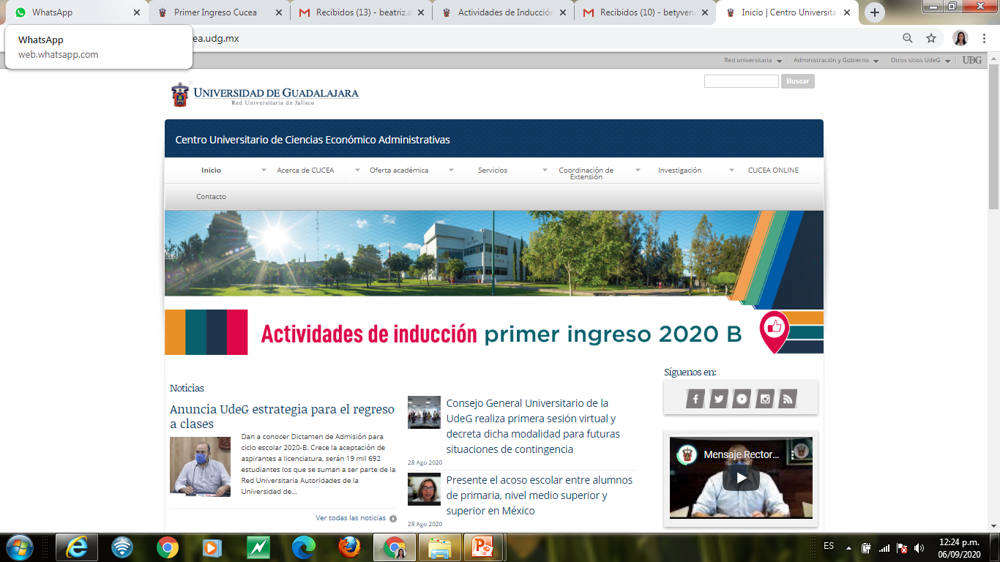 WhatsApp
Primer Ingreso Cucea
Recibidos (13) - beatriz.a
Actividades de Inducción
Recibidos (10) - betyven
Inicio | Centro Universita
WhatsApp
web.whatsapp.com
ea.udg.mx
Red universitaria
Administración y Gobierno
Otros sitios UdeG
UDG
Buscar
UNIVERSIDAD DE GUADALAJARA
Red Universitaria de Jalisco
Centro Universitario de Ciencias Económico Administrativas
Inicio
Acerca de CUCEA
Oferta académica
Servicios
Coordinación de
Extensión
Investigación
CUCEA ONLINE
Contacto
Actividades de inducción primer ingreso 2020 B
Noticias
Anuncia UdeG estrategia para el regreso
a clases
Dan a conocer Dictamen de Admisión para
ciclo escolar 2020-B. Crece la aceptación de
aspirantes a licenciatura, serán 19 mil 692
estudiantes los que se suman a ser parte de la
Red Universitaria Autoridades de la
Universidad de...
Ver todas las noticias
Consejo General Universitario de la
UdeG realiza primera sesión virtual y
decreta dicha modalidad para futuras
situaciones de contingencia
28 Ago 2020
Presente el acoso escolar entre alumnos
de primaria, nivel medio superior y
superior en México
28 Ago 2020
Síguenos en:
Mensaje Rector...
ES
12:24 p.m.
06/09/2020